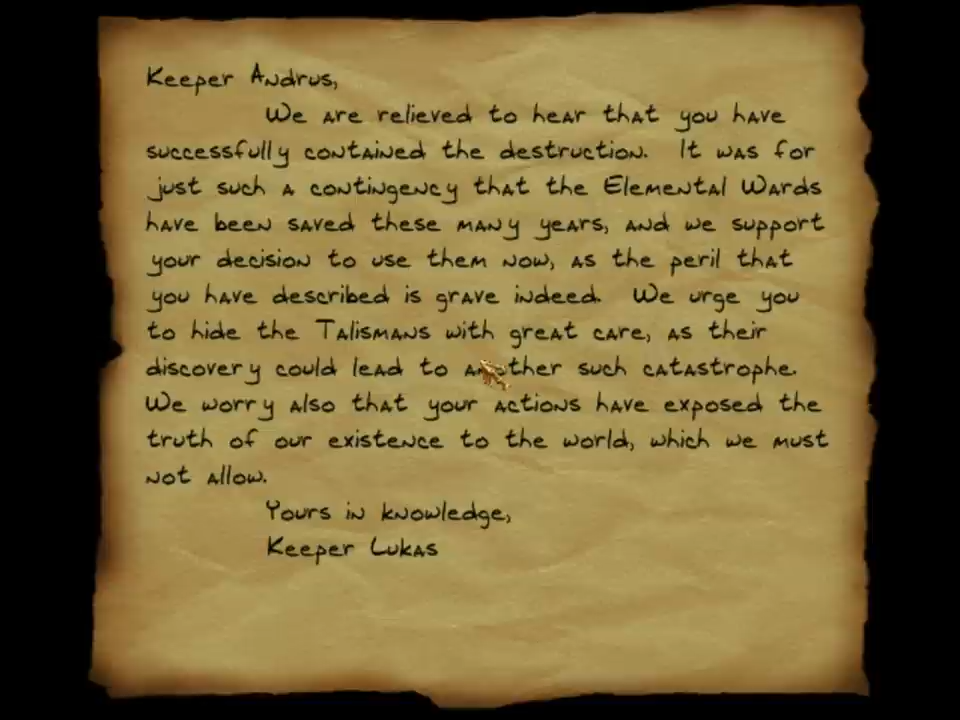 Keeper Andrus,
We are relieved to hear that you have
successfully contained the destruction. It was for
just such a contingency that the Elemental Wards
have been saved these many years, and we support
your decision to use them now, as the peril that
you have described is grave indeed. We urge you
to hide the Talismans with great care, as their
discovery could lead to another such catastrophe.
We worry also that your actions have exposed the
truth of our existence to the world, which we must
not allow.
Yours in knowledge,
Keeper Lukas